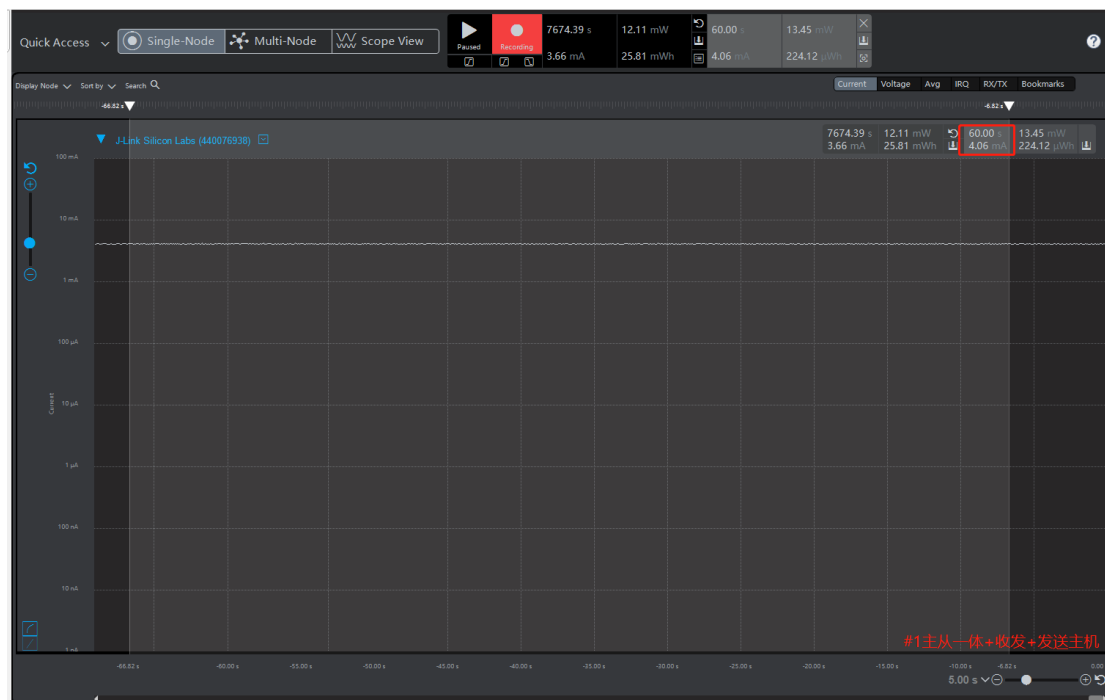 Quick Access
Single-Node
Multi-Node
Scope View
Paused
Recording
7674.39 s
12.11 mW
3.66 mA
25.81 mWh
60.00 s
13.45 mW
4.06 mA
224.12 µWh
Display Node
Sort by
Search
Current
Voltage
Avg
IRQ
RX/TX
Bookmarks
-66.82 s
-6.82 s
J-Link Silicon Labs (440076938)
7674.39 s
12.11 mW
60.00 s
13.45 mW
3.66 mA
25.81 mWh
4.06 mA
224.12 µWh
100 mA
10 mA
1 mA
100 µA
Current
10 µA
1 µA
100 nA
10 nA
1 nA
#1主从一体+收发+发送主机
-66.82 s
-60.00 s
-55.00 s
-50.00 s
-45.00 s
-40.00 s
-35.00 s
-30.00 s
-25.00 s
-20.00 s
-15.00 s
-10.00 s
-6.82 s
0.00
5.00 s